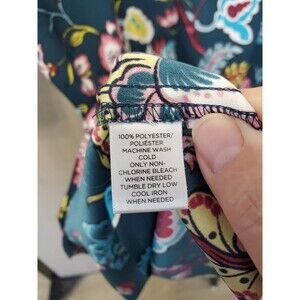 100% POLYESTER/
POLIÉSTER
MACHINE WASH
COLD
ONLY NON-
CHLORINE BLEACH
WHEN NEEDED
TUMBLE DRY LOW
COOL IRON
WHEN NEEDED